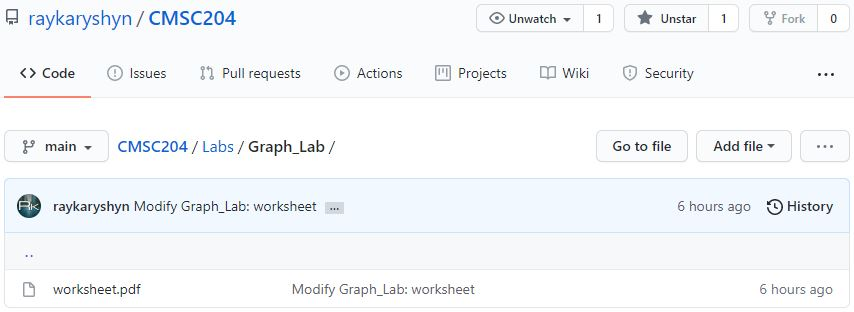 raykaryshyn / CMSC204 Unwatch 1 Unstar 1 Fork 0
Code Issues Pull requests Actions Projects Wiki Security ...
main CMSC204 / Labs / Graph_Lab / Go to file Add file ...
RK raykaryshyn Modify Graph_Lab: worksheet ... 6 hours ago History
..
worksheet.pdf Modify Graph_Lab: worksheet 6 hours ago